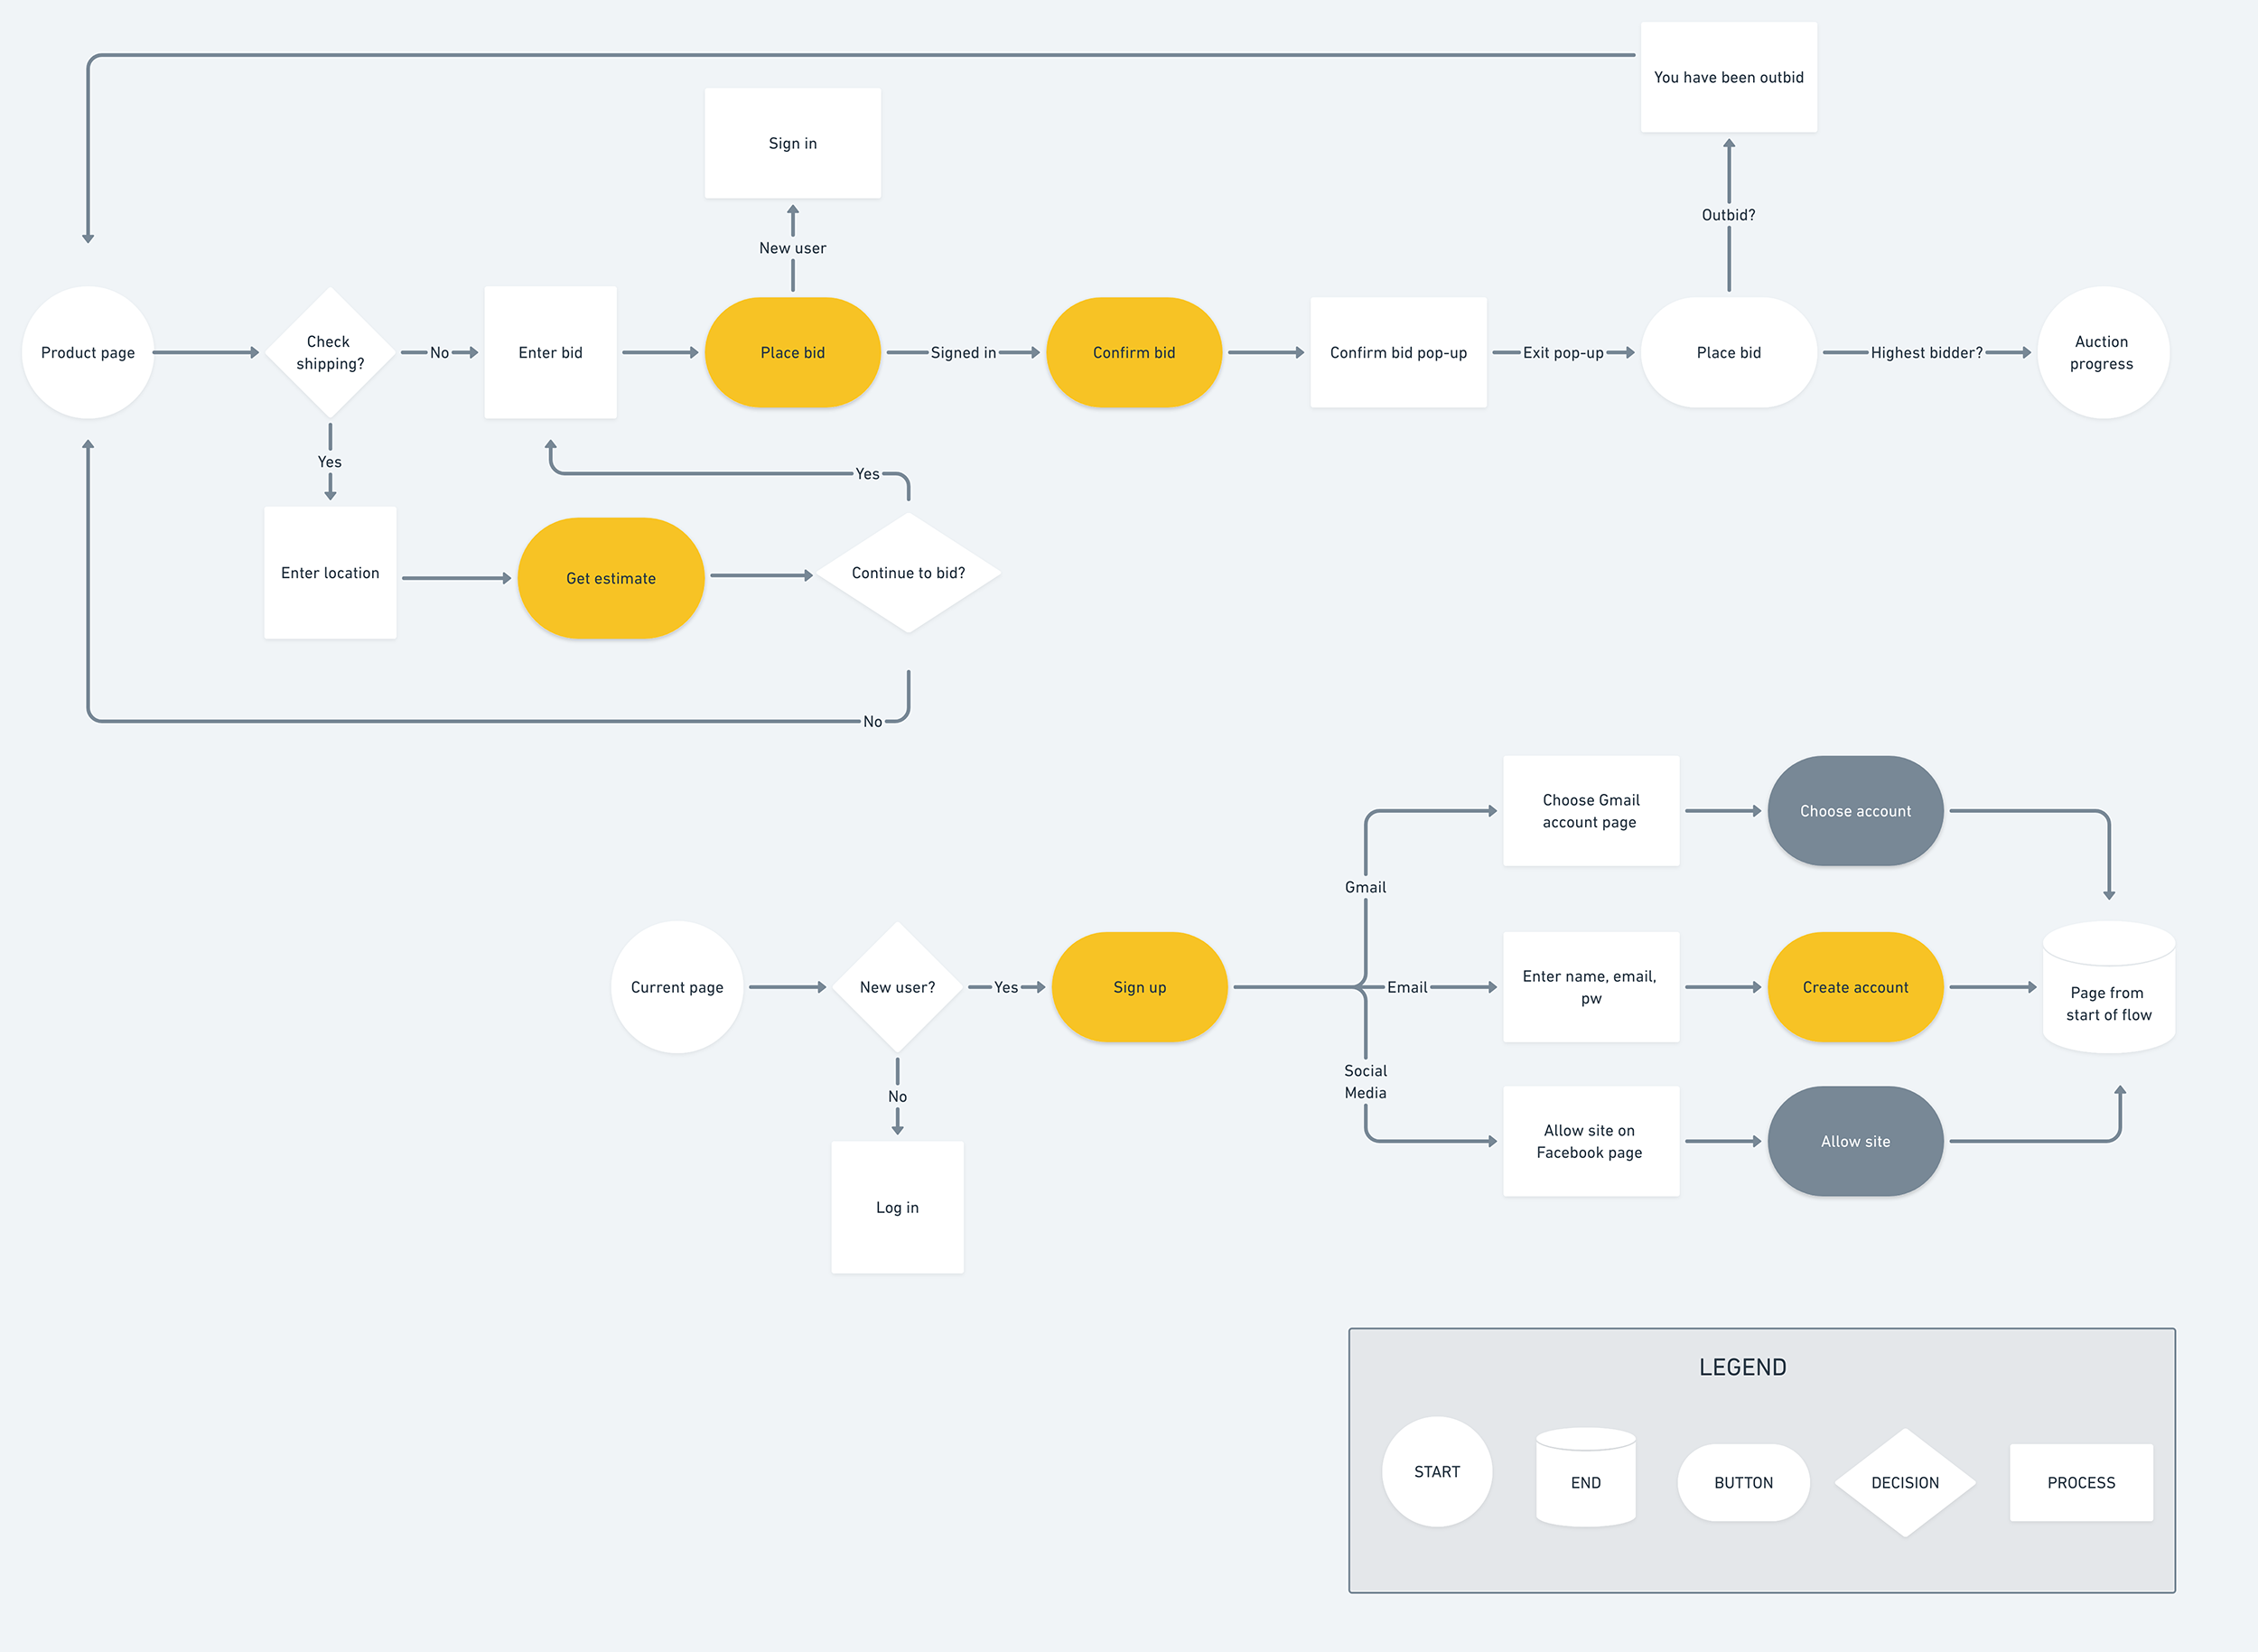 You have been outbid
Sign in
New user
Outbid?
Product page
Check
shipping?
No
Enter bid
Place bid
Signed in
Confirm bid
Confirm bid pop-up
Exit pop-up
Place bid
Highest bidder?
Auction
progress
Yes
Yes
Enter location
Get estimate
Continue to bid?
No
Choose Gmail
account page
Choose account
Gmail
Current page
New user?
Yes
Sign up
Email
Enter name, email,
pw
Create account
Page from
start of flow
Social
Media
No
Allow site on
Facebook page
Allow site
Log in
LEGEND
START
END
BUTTON
DECISION
PROCESS